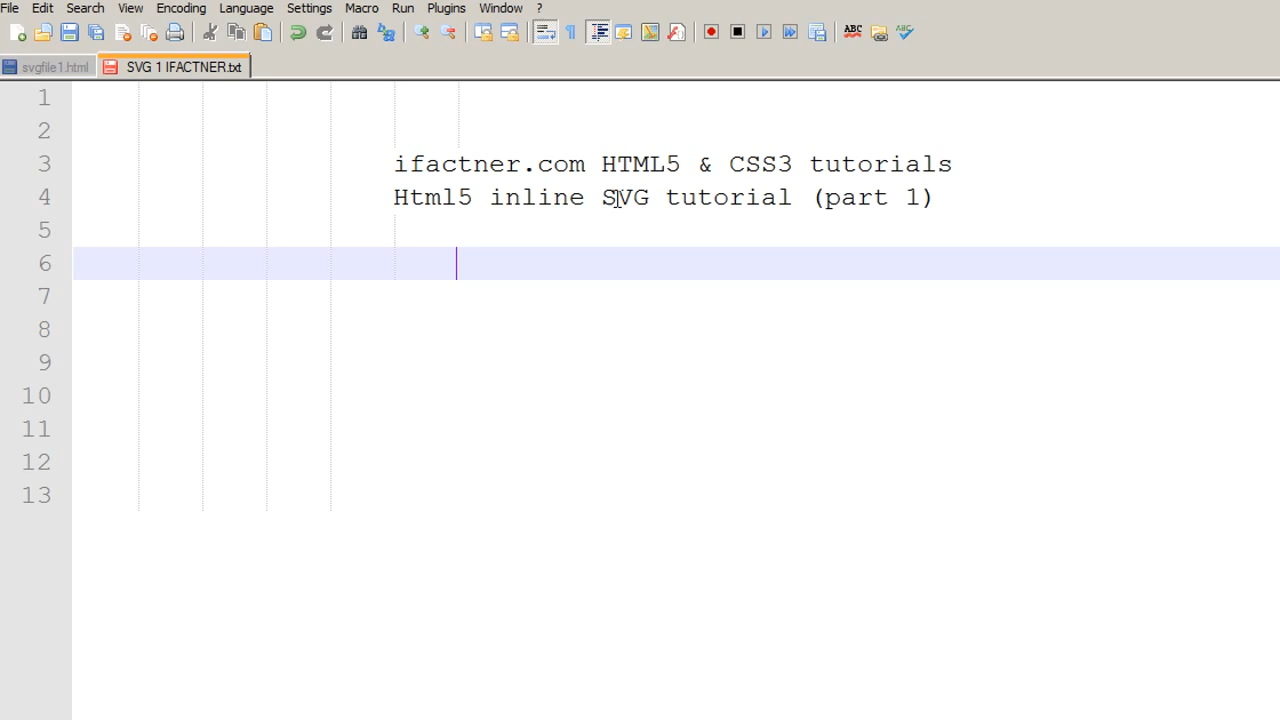 File Edit Search View Encoding Language Settings Macro Run Plugins Window ?
ABC ABC
svgfile1.html SVG 1 IFACTNER.txt
1
2
3 ifactner.com HTML5 & CSS3 tutorials
4 Html5 inline SVG tutorial (part 1)
5
6
7
8
9
10
11
12
13